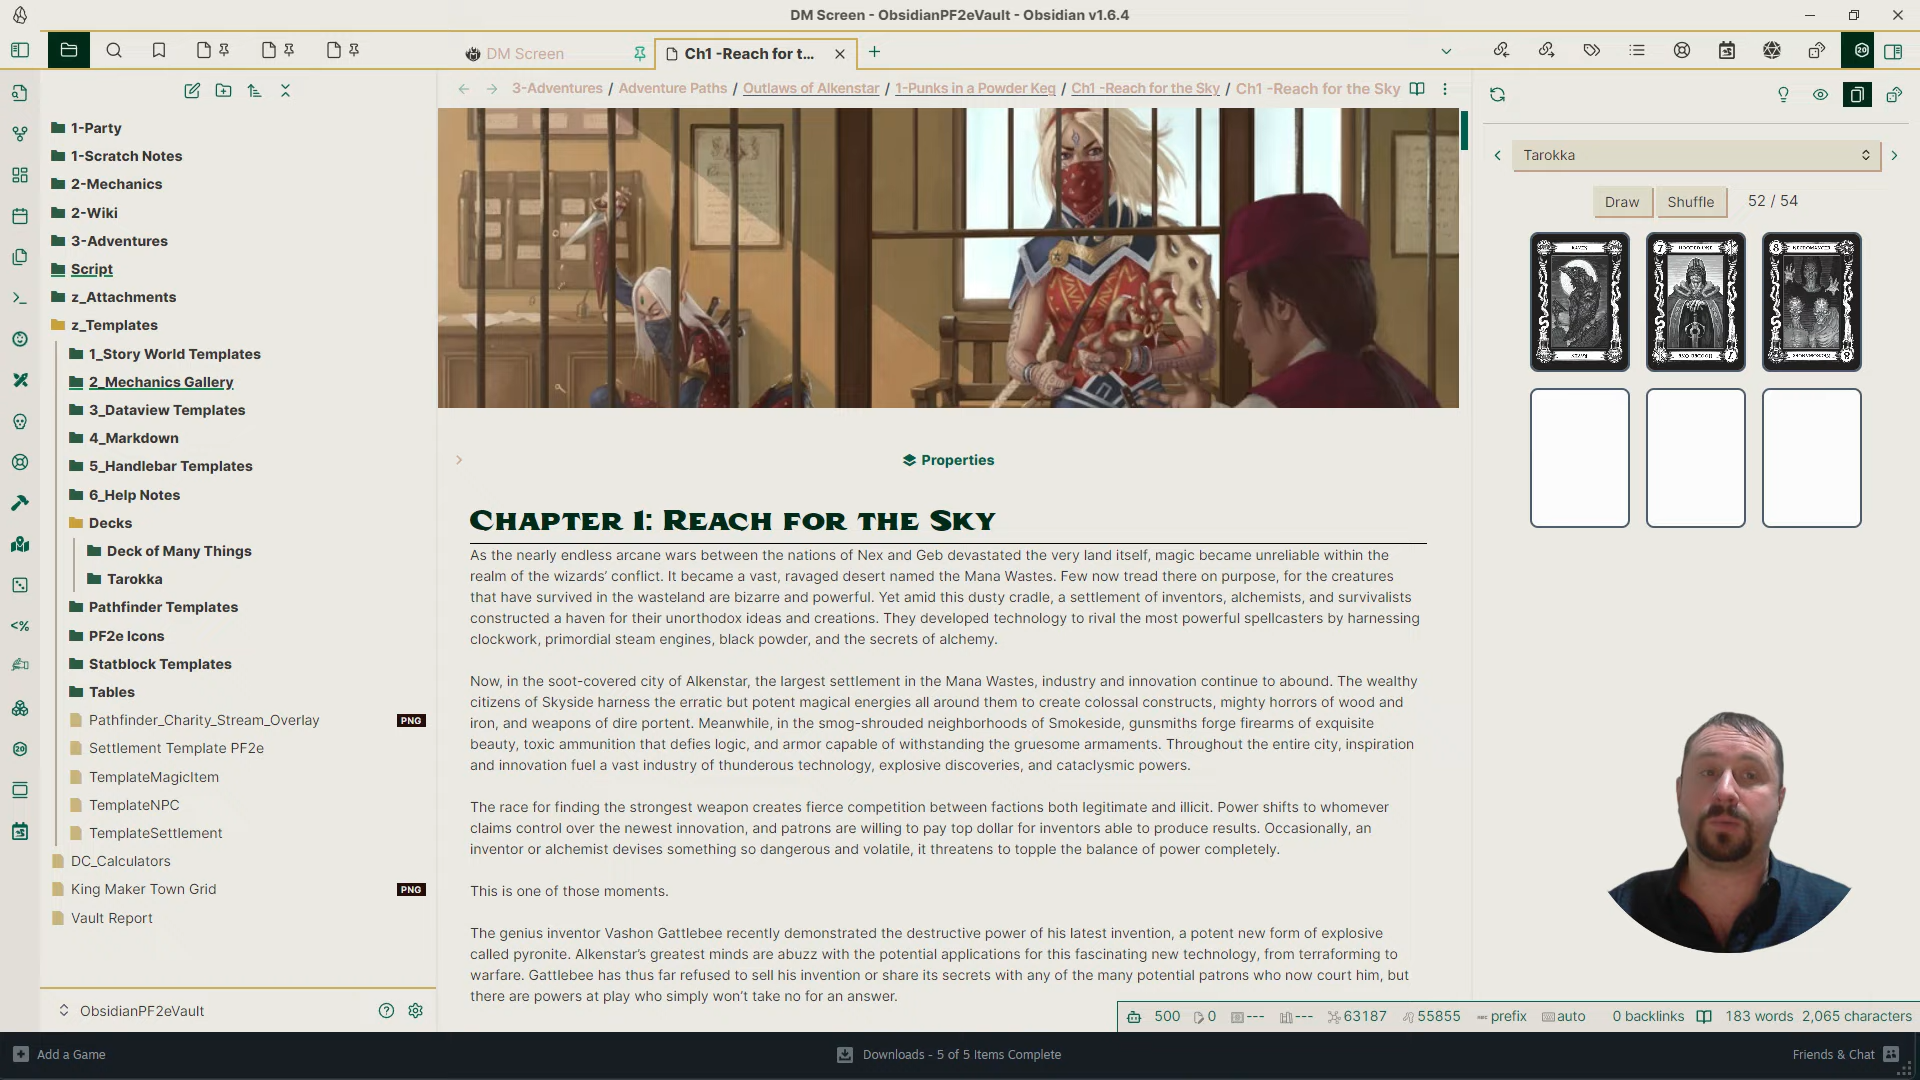 DM Screen - ObsidianPF2eVault - Obsidian v1.6.4
DM Screen
Ch1 -Reach for t...
3-Adventures / Adventure Paths / Outlaws of Alkenstar / 1-Punks in a Powder Keg / Ch1 -Reach for the Sky / Ch1 -Reach for the Sky
1-Party
1-Scratch Notes
2-Mechanics
2-Wiki
3-Adventures
Script
z_Attachments
z_Templates
1_Story World Templates
2_Mechanics Gallery
3_Dataview Templates
4_Markdown
5_Handlebar Templates
6_Help Notes
Decks
Deck of Many Things
Tarokka
Pathfinder Templates
PF2e Icons
Statblock Templates
Tables
Pathfinder_Charity_Stream_Overlay PNG
Settlement Template PF2e
TemplateMagicItem
TemplateNPC
TemplateSettlement
DC_Calculators
King Maker Town Grid PNG
Vault Report
ObsidianPF2eVault
Properties
Chapter 1: Reach for the Sky
As the nearly endless arcane wars between the nations of Nex and Geb devastated the very land itself, magic became unreliable within the
realm of the wizards’ conflict. It became a vast, ravaged desert named the Mana Wastes. Few now tread there on purpose, for the creatures
that have survived in the wasteland are bizarre and powerful. Yet amid this dusty cradle, a settlement of inventors, alchemists, and survivalists
constructed a haven for their unorthodox ideas and creations. They developed technology to rival the most powerful spellcasters by harnessing
clockwork, primordial steam engines, black powder, and the secrets of alchemy.
Now, in the soot-covered city of Alkenstar, the largest settlement in the Mana Wastes, industry and innovation continue to abound. The wealthy
citizens of Skyside harness the erratic but potent magical energies all around them to create colossal constructs, mighty horrors of wood and
iron, and weapons of dire portent. Meanwhile, in the smog-shrouded neighborhoods of Smokeside, gunsmiths forge firearms of exquisite
beauty, toxic ammunition that defies logic, and armor capable of withstanding the gruesome armaments. Throughout the entire city, inspiration
and innovation fuel a vast industry of thunderous technology, explosive discoveries, and cataclysmic powers.
The race for finding the strongest weapon creates fierce competition between factions both legitimate and illicit. Power shifts to whomever
claims control over the newest innovation, and patrons are willing to pay top dollar for inventors able to produce results. Occasionally, an
inventor or alchemist devises something so dangerous and volatile, it threatens to topple the balance of power completely.
This is one of those moments.
The genius inventor Vashon Gattlebee recently demonstrated the destructive power of his latest invention, a potent new form of explosive
called pyronite. Alkenstar’s greatest minds are abuzz with the potential applications for this fascinating new technology, from terraforming to
warfare. Gattlebee has thus far refused to sell his invention or share its secrets with any of the many potential patrons who now court him, but
there are powers at play who simply won’t take no for an answer.
Tarokka
Draw Shuffle 52 / 54
RAVEN
7 HOODED ONE
8 NECROMANCER
500 0 --- --- 63187 55855 prefix auto 0 backlinks 183 words 2,065 characters
Add a Game
Downloads - 5 of 5 Items Complete
Friends & Chat